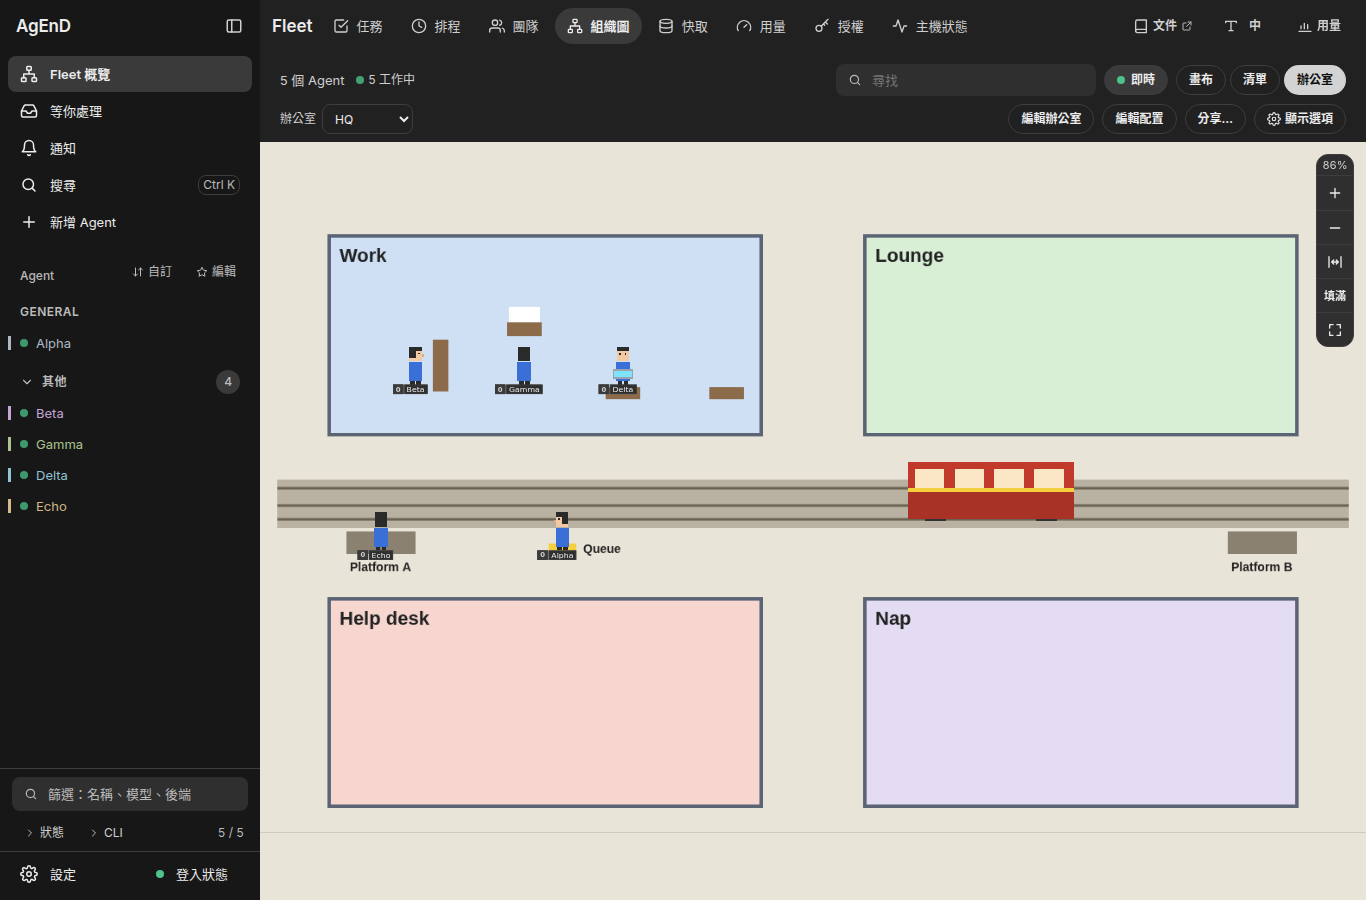 AgEnD
Fleet 概覽
等你處理
通知
搜尋
Ctrl K
新增 Agent
Agent
自訂
編輯
GENERAL
Alpha
其他
4
Beta
Gamma
Delta
Echo
篩選：名稱、模型、後端
狀態
CLI
5 / 5
設定
登入狀態
Fleet
任務
排程
團隊
組織圖
快取
用量
授權
主機狀態
文件
中
用量
5 個 Agent
5 工作中
尋找
即時
畫布
清單
辦公室
辦公室
HQ
編輯辦公室
編輯配置
分享...
顯示選項
86%
填滿
Work
Lounge
0 Beta
0 Gamma
0 Delta
0 Echo
0 Alpha
Queue
Platform A
Platform B
Help desk
Nap